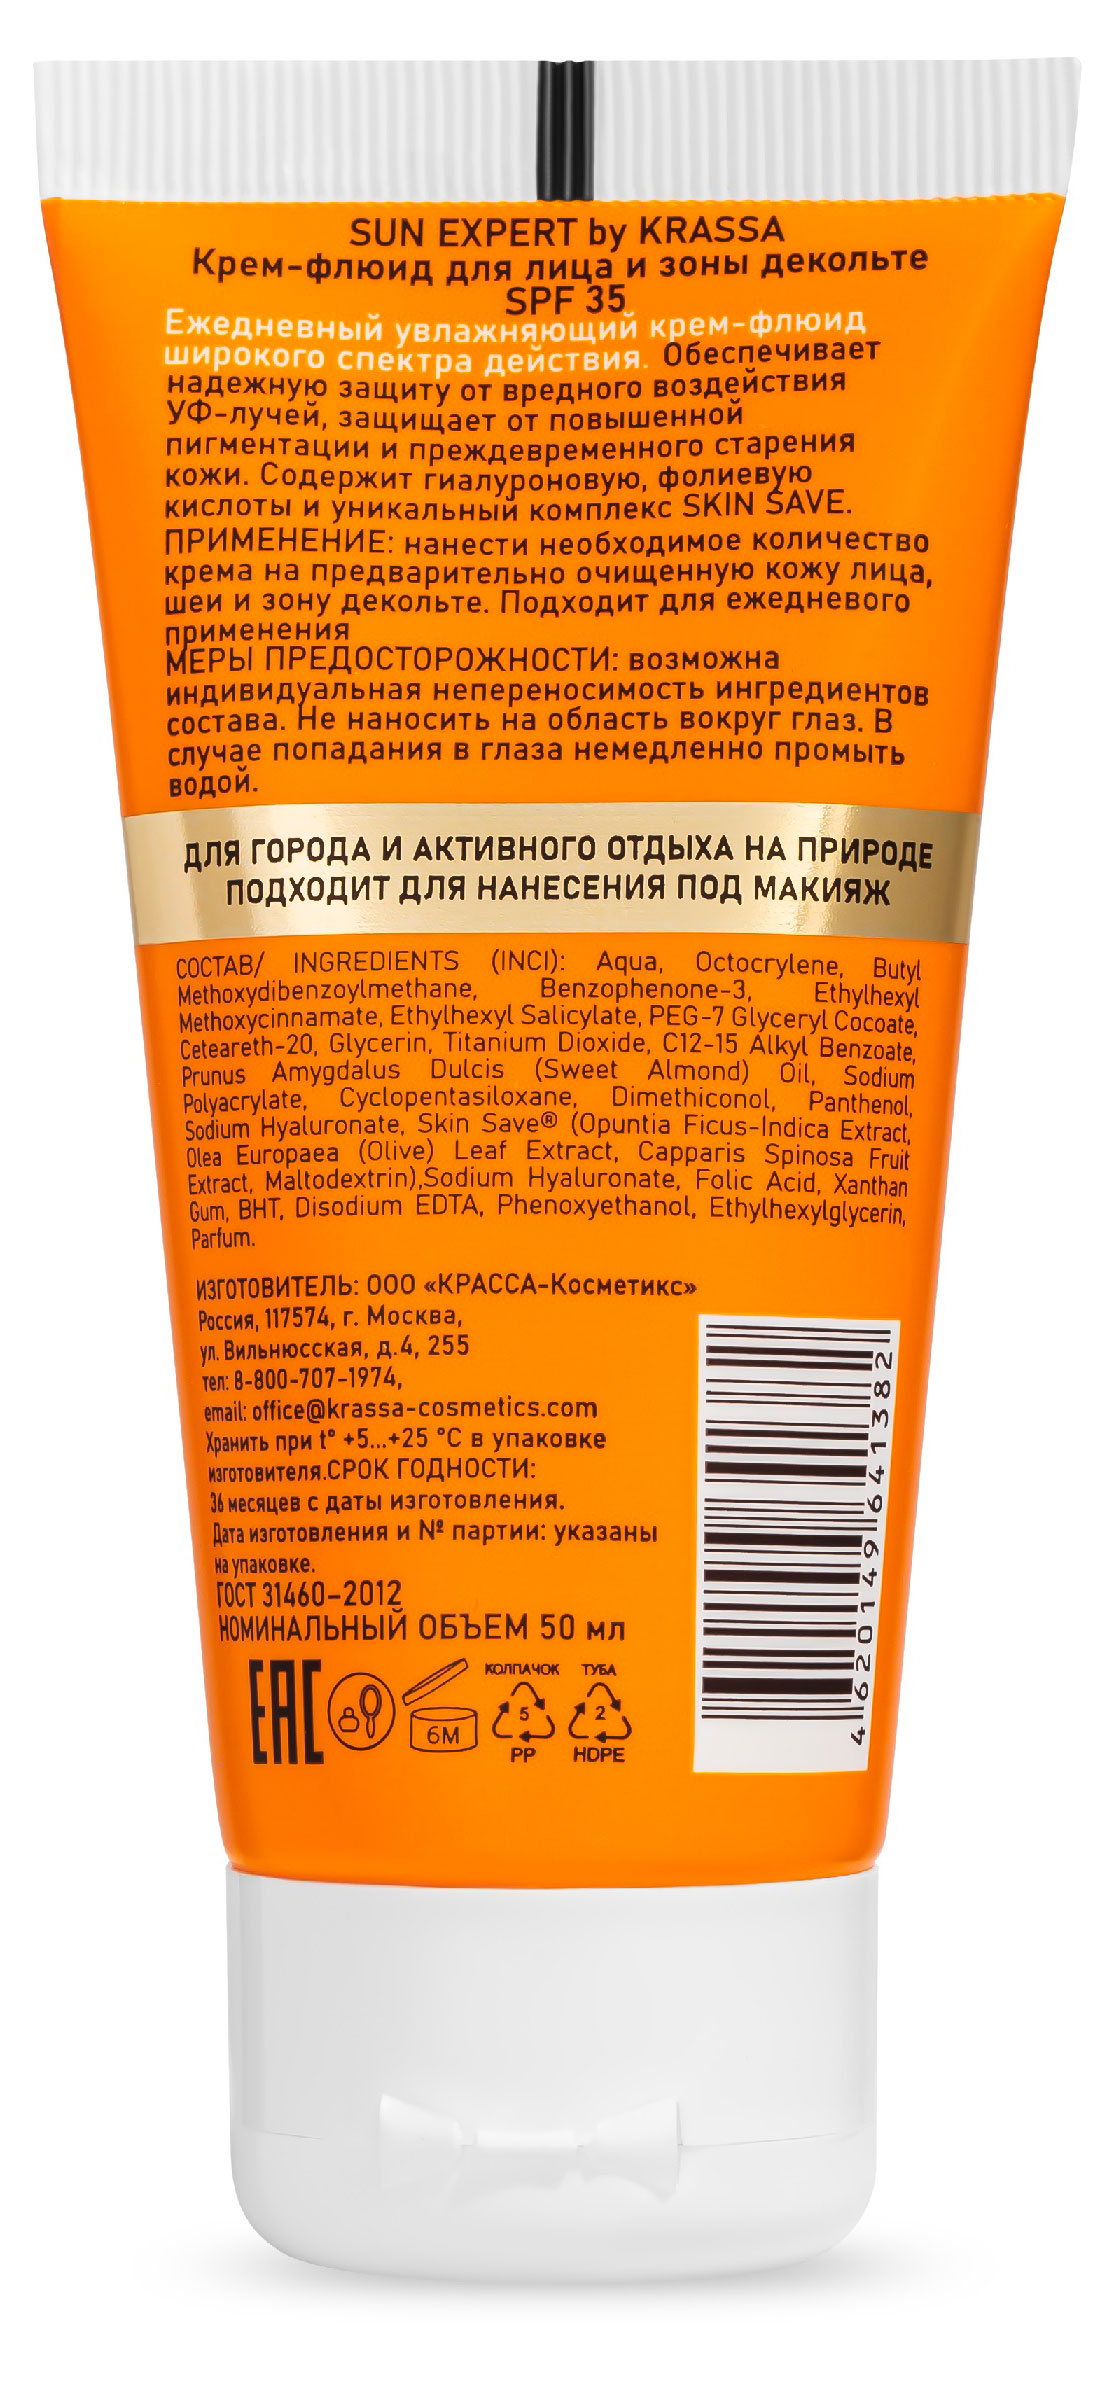 SUN EXPERT by KRASSA
Крем-флюид для лица и зоны декольте
SPF 35
Ежедневный увлажняющий крем-флюид
широкого спектра действия. Обеспечивает
надежную защиту от вредного воздействия
УФ-лучей, защищает от повышенной
пигментации и преждевременного старения
кожи. Содержит гиалуроновую, фолиевую
кислоты и уникальный комплекс SKIN SAVE.
ПРИМЕНЕНИЕ: нанести необходимое количество
крема на предварительно очищенную кожу лица,
шеи и зону декольте. Подходит для ежедневого
применения
МЕРЫ ПРЕДОСТОРОЖНОСТИ: возможна
индивидуальная непереносимость ингредиентов
состава. Не наносить на область вокруг глаз. В
случае попадания в глаза немедленно промыть
водой.
ДЛЯ ГОРОДА И АКТИВНОГО ОТДЫХА НА ПРИРОДЕ
ПОДХОДИТ ДЛЯ НАНЕСЕНИЯ ПОД МАКИЯЖ
СОСТАВ/ INGREDIENTS (INCI): Aqua, Octocrylene, Butyl
Methoxydibenzoylmethane, Benzophenone-3, Ethylhexyl
Methoxycinnamate, Ethylhexyl Salicylate, PEG-7 Glyceryl Cocoate,
Ceteareth-20, Glycerin, Titanium Dioxide, C12-15 Alkyl Benzoate,
Prunus Amygdalus Dulcis (Sweet Almond) Oil, Sodium
Polyacrylate, Cyclopentasiloxane, Dimethiconol, Panthenol,
Sodium Hyaluronate, Skin Save® (Opuntia Ficus-Indica Extract,
Olea Europaea (Olive) Leaf Extract, Capparis Spinosa Fruit
Extract, Maltodextrin),Sodium Hyaluronate, Folic Acid, Xanthan
Gum, BHT, Disodium EDTA, Phenoxyethanol, Ethylhexylglycerin,
Parfum.
ИЗГОТОВИТЕЛЬ: ООО «КРАССА-Косметикс»
Россия, 117574, г. Москва,
ул. Вильнюсская, д.4, 255
тел: 8-800-707-1974,
email: office@krassa-cosmetics.com
Хранить при t° +5...+25 °С в упаковке
изготовителя.СРОК ГОДНОСТИ:
36 месяцев с даты изготовления.
Дата изготовления и № партии: указаны
на упаковке.
ГОСТ 31460-2012
НОМИНАЛЬНЫЙ ОБЪЕМ 50 мл
EAC
6М
КОЛПАЧОК
5
PP
ТУБА
2
HDPE
4620149641382